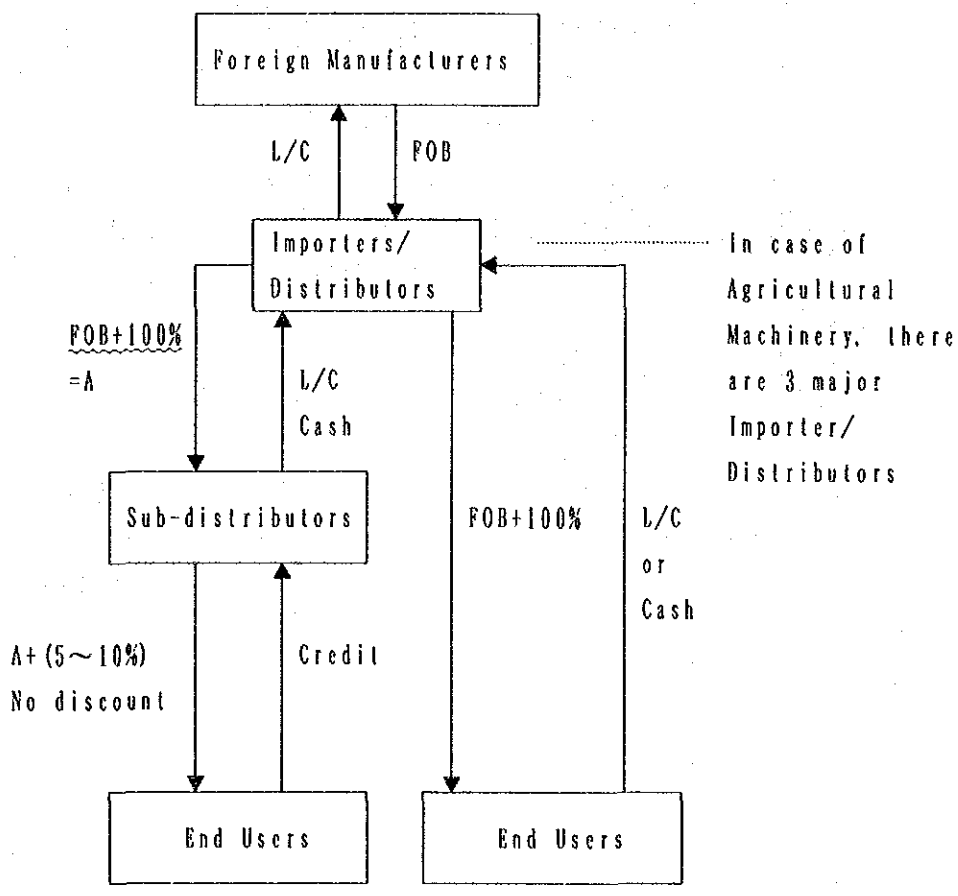 Foreign Manufacturers
L/C
FOB
Importers/
Distributors
In case of
Agricultural
Machinery, there
are 3 major
Importer/
Distributors
FOB+100%
=A
L/C
Cash
Sub-distributors
FOB+100%
L/C
or
Cash
A+(5～10%)
No discount
Credit
End Users
End Users